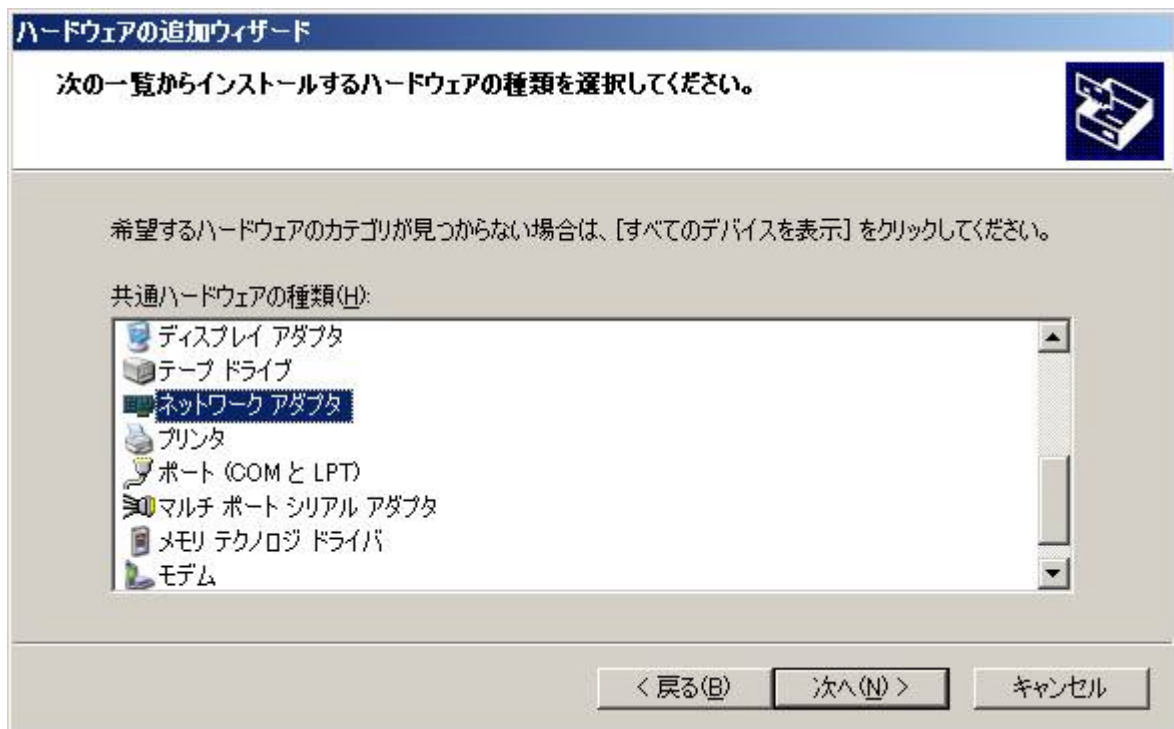 ハードウェアの追加ウィザード
次の一覧からインストールするハードウェアの種類を選択してください。
希望するハードウェアのカテゴリが見つからない場合は、[すべてのデバイスを表示] をクリックしてください。
共通ハードウェアの種類(H):
ディスプレイ アダプタ
テープ ドライブ
ネットワーク アダプタ
プリンタ
ポート (COM と LPT)
マルチ ポート シリアル アダプタ
メモリ テクノロジ ドライバ
モデム
< 戻る(B) 次へ(N) > キャンセル